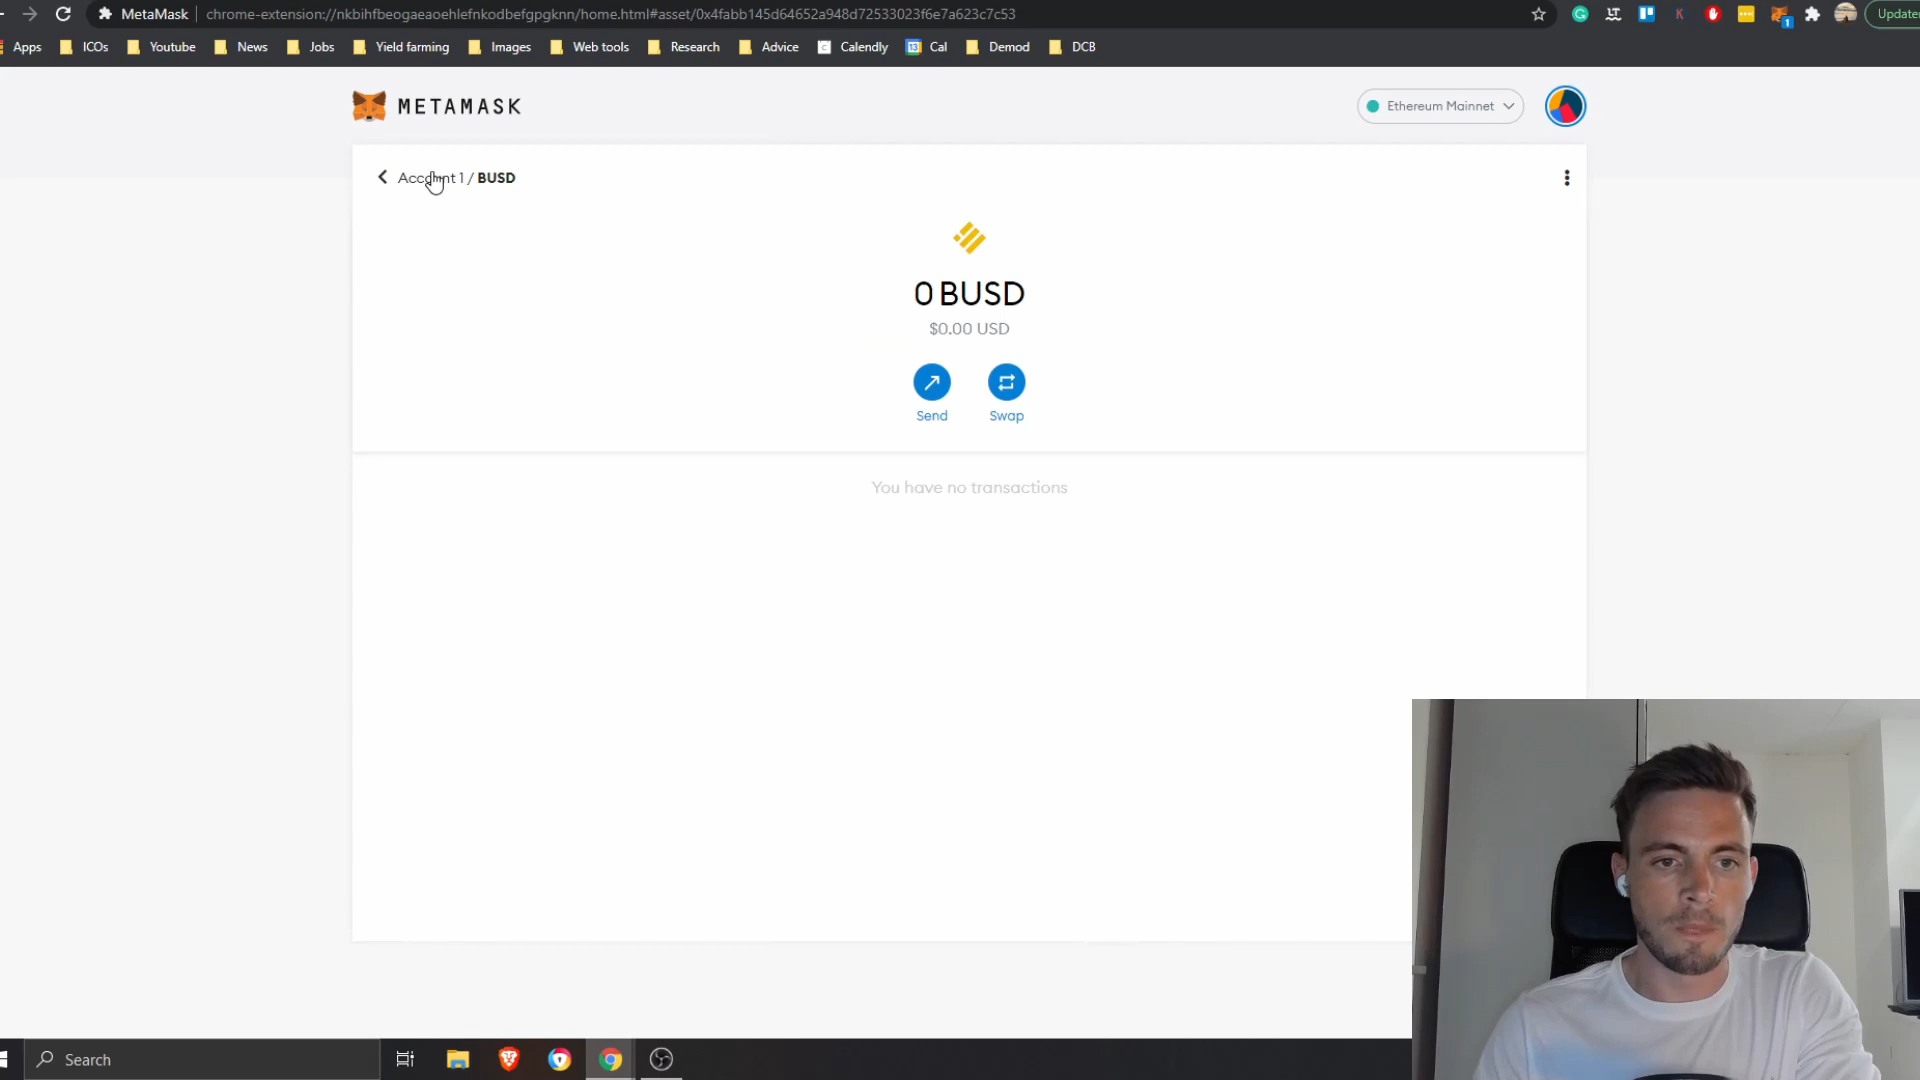 MetaMask chrome-extension://nkbihfbeogaeaoehlefnkodbefgpgknn/home.html#asset/0x4fabb145d64652a948d72533023f6e7a623c7c53 1 Update
Apps ICOs Youtube News Jobs Yield farming Images Web tools Research Advice C Calendly 13 Cal Demod DCB
METAMASK Ethereum Mainnet
Account 1 / BUSD
0 BUSD
$0.00 USD
Send Swap
You have no transactions
Search